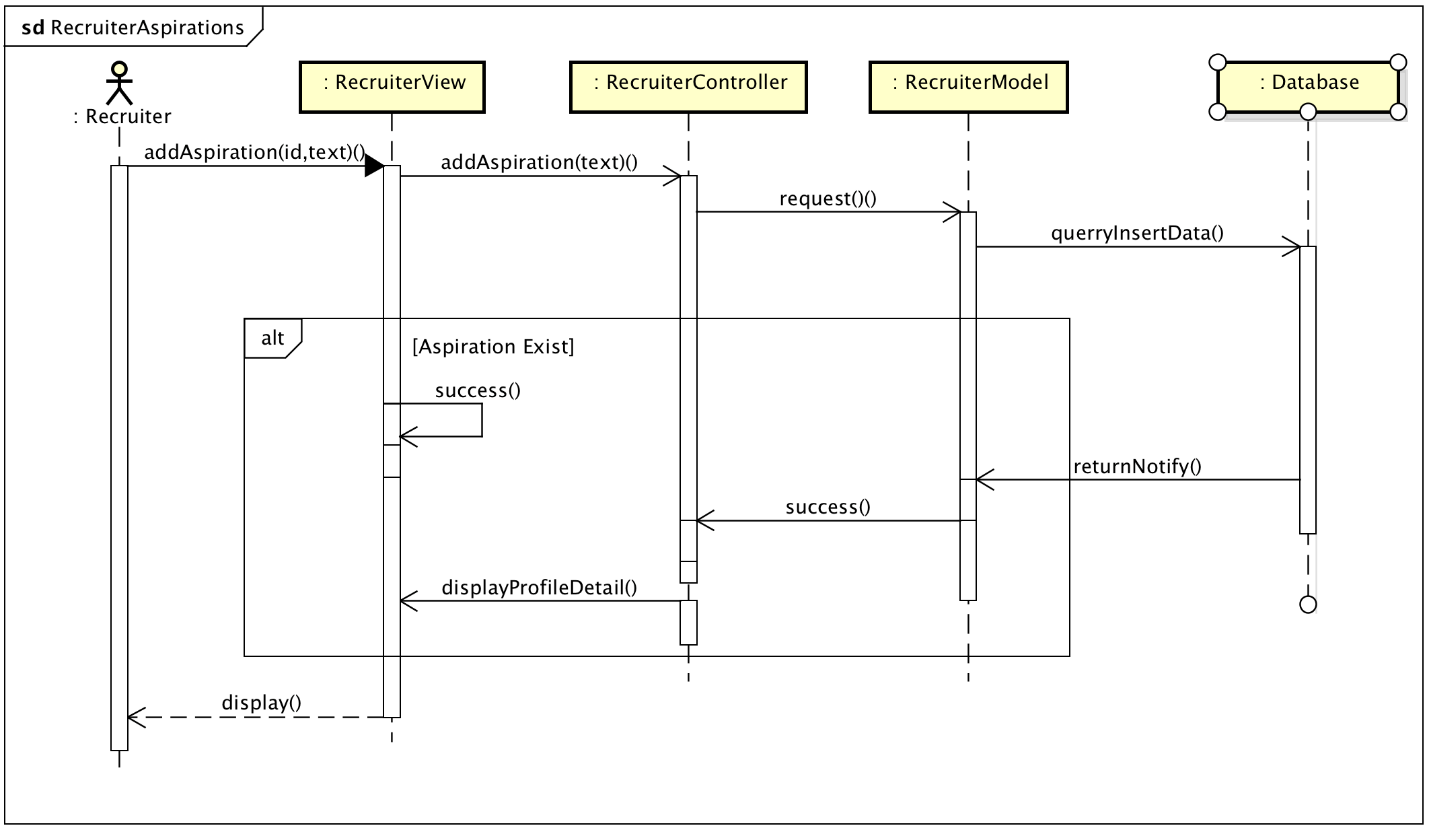 sd RecruiterAspirations
: Recruiter
: RecruiterView
: RecruiterController
: RecruiterModel
: Database
addAspiration(id,text)()
addAspiration(text)()
request()()
querryInsertData()
alt
[Aspiration Exist]
success()
returnNotify()
success()
displayProfileDetail()
display()